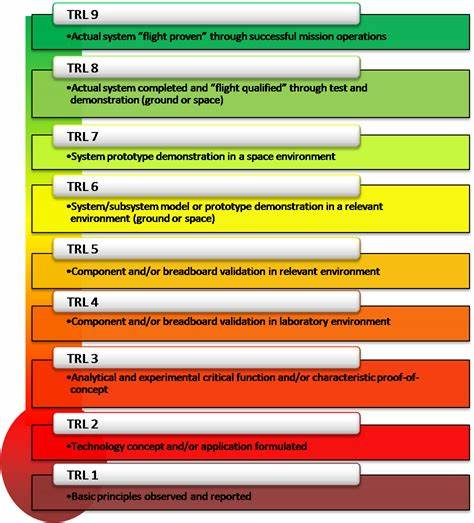 TRL 9
•Actual system “flight proven” through successful mission operations
TRL 8
•Actual system completed and “flight qualified” through test and
demonstration (ground or space)
TRL 7
•System prototype demonstration in a space environment
TRL 6
•System/subsystem model or prototype demonstration in a relevant
environment (ground or space)
TRL 5
•Component and/or breadboard validation in relevant environment
TRL 4
•Component and/or breadboard validation in laboratory environment
TRL 3
•Analytical and experimental critical function and/or characteristic proof-of-
concept
TRL 2
•Technology concept and/or application formulated
TRL 1
•Basic principles observed and reported